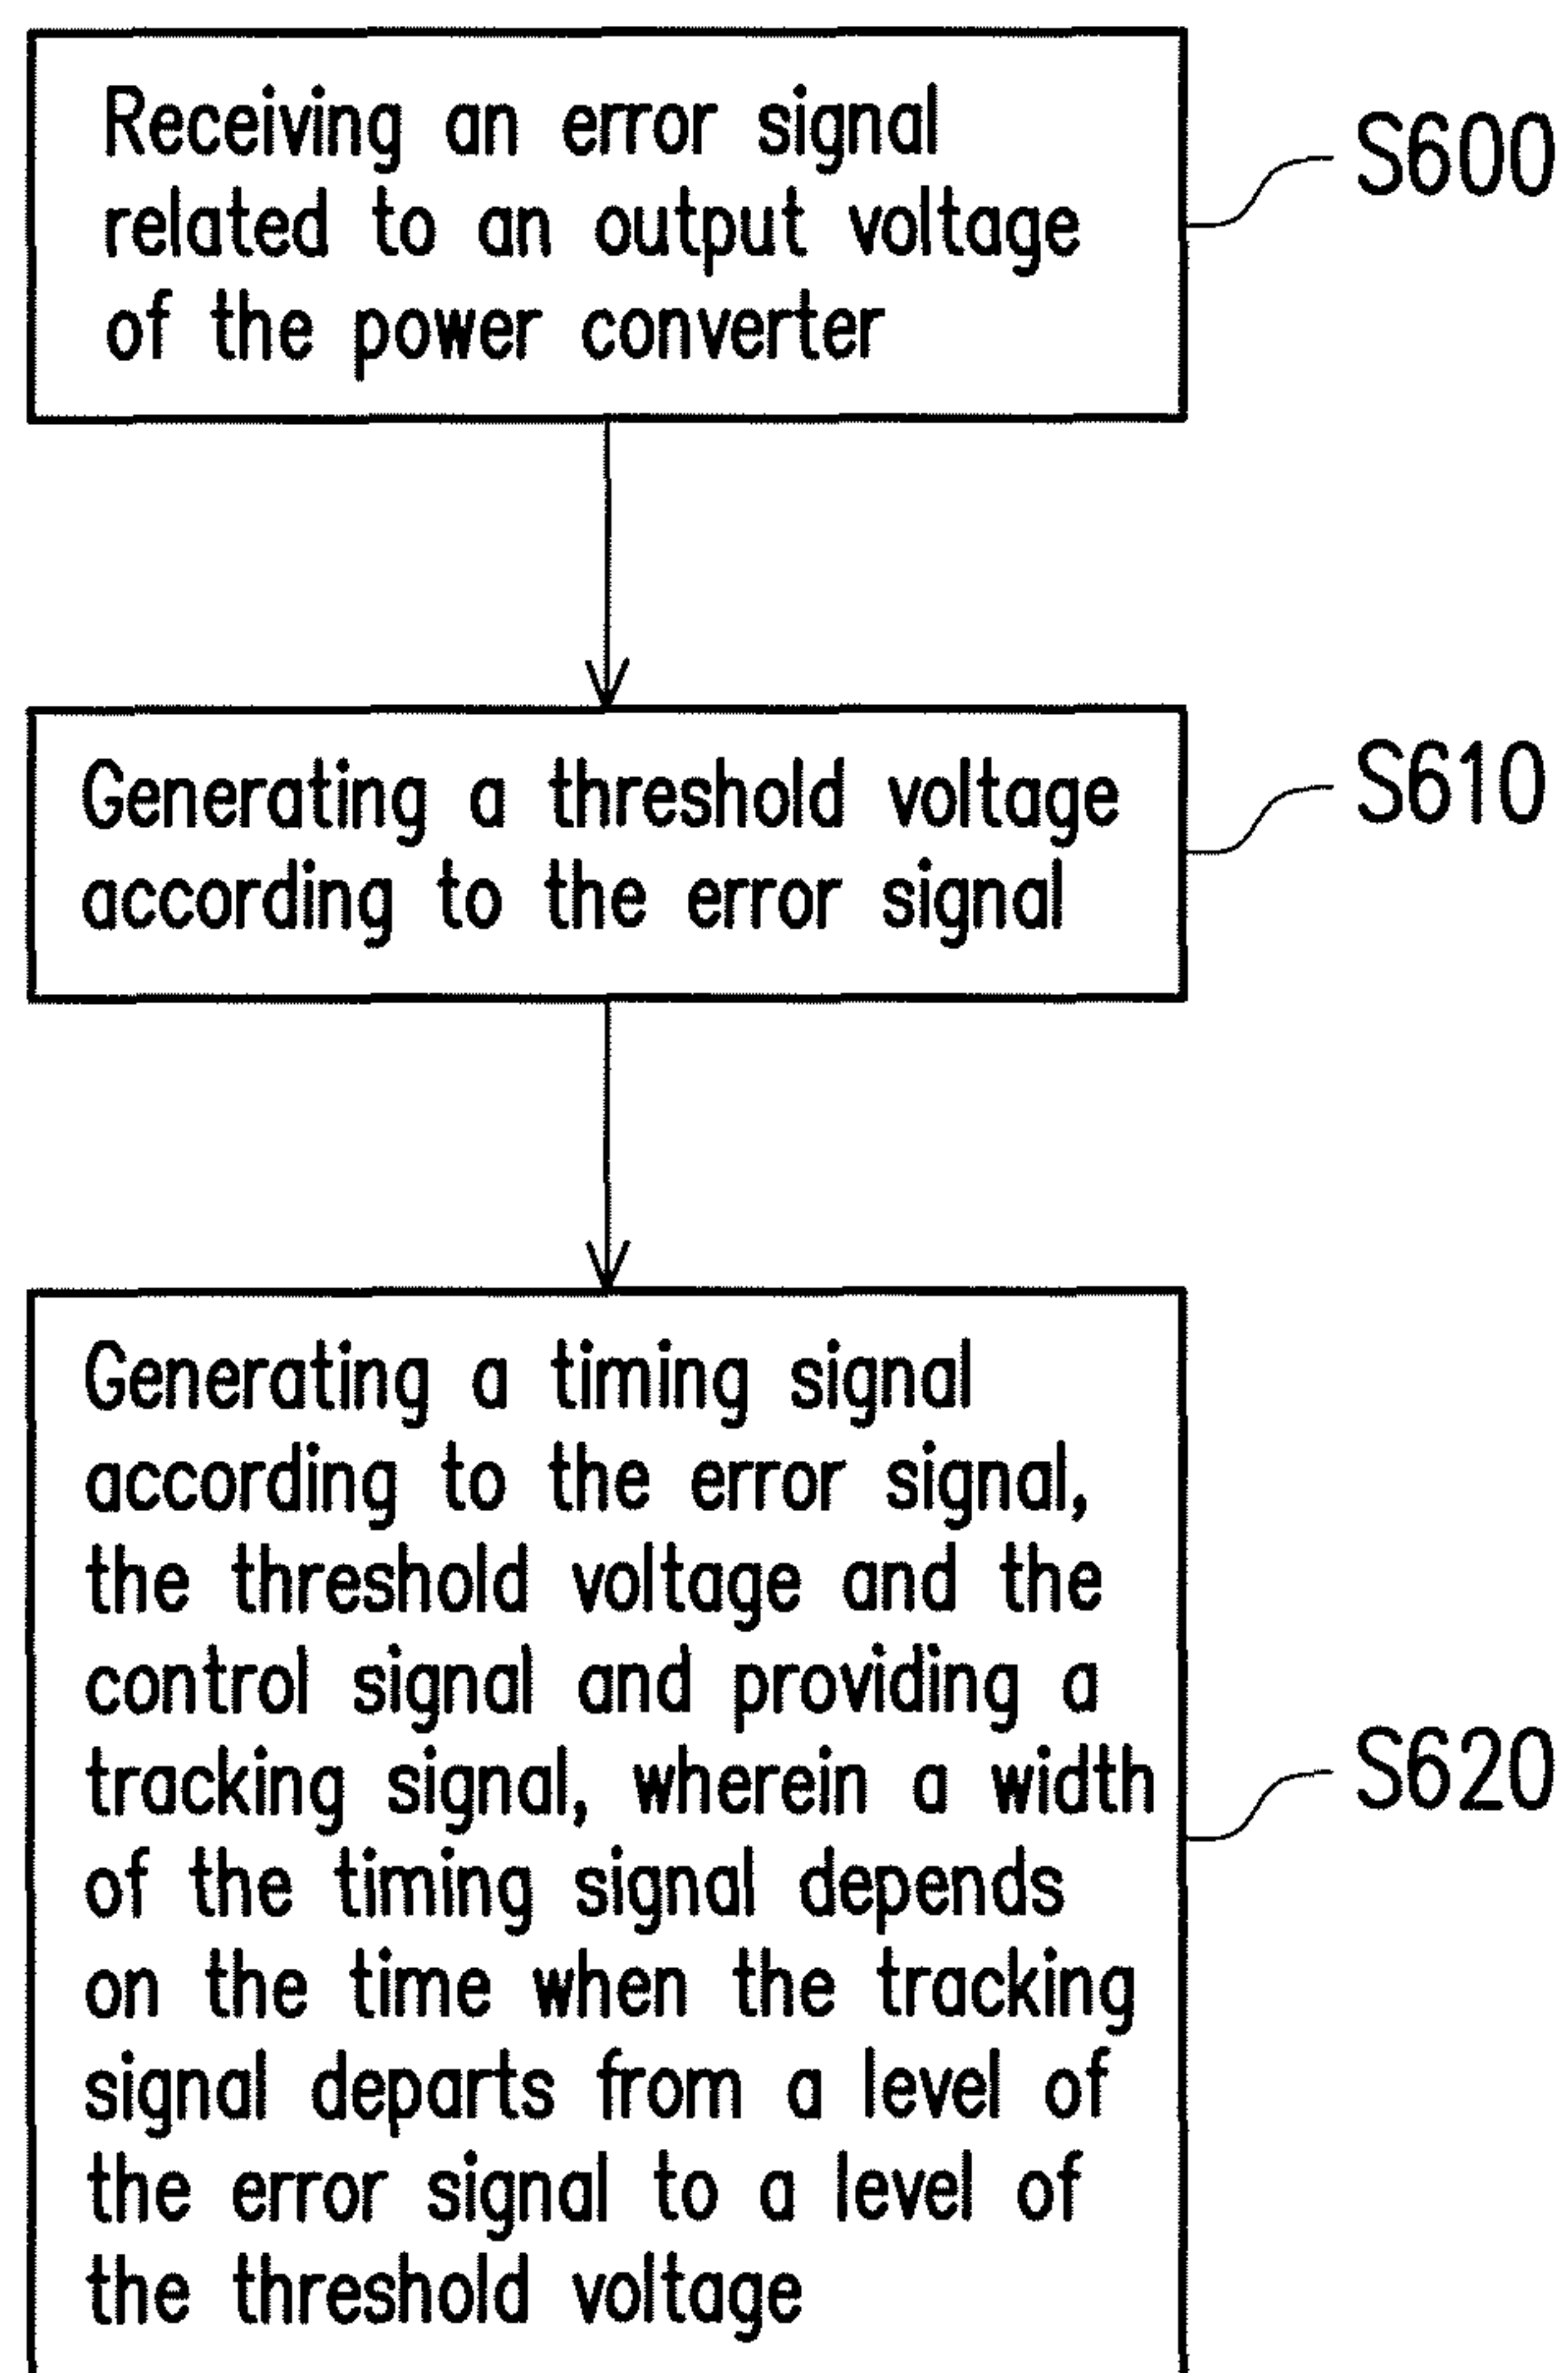 Receiving an error signal
related to an output voltage
of the power converter
S600
Generating a threshold voltage
according to the error signal
S610
Generating a timing signal
according to the error signal,
the threshold voltage and the
control signal and providing a
tracking signal, wherein a width
of the timing signal depends
on the time when the tracking
signal departs from a level of
the error signal to a level of
the threshold voltage
S620